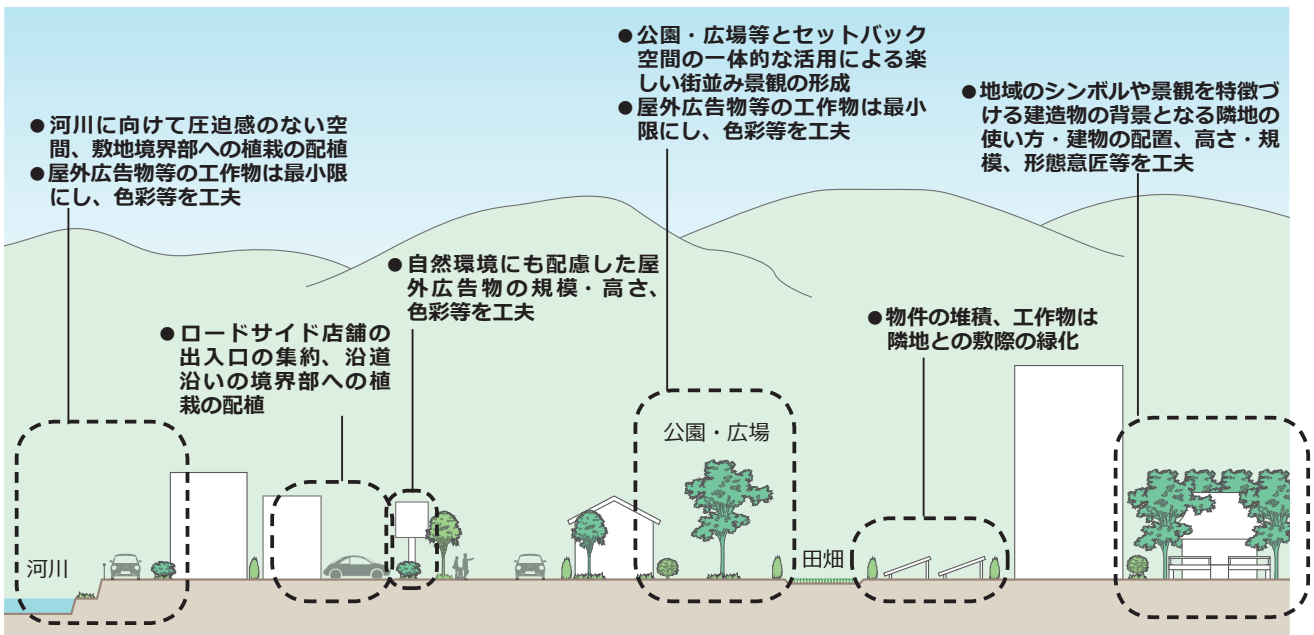 ●河川に向けて圧迫感のない空
間、敷地境界部への植栽の配植
●屋外広告物等の工作物は最小限
にし、色彩等を工夫
●ロードサイド店舗の
出入口の集約、沿道
沿いの境界部への植
栽の配植
●自然環境にも配慮した屋
外広告物の規模・高さ、
色彩等を工夫
●公園・広場等とセットバック
空間の一体的な活用による楽
しい街並み景観の形成
●屋外広告物等の工作物は最小
限にし、色彩等を工夫
●物件の堆積、工作物は
隣地との敷際の緑化
●地域のシンボルや景観を特徴づ
ける建造物の背景となる隣地の
使い方・建物の配置、高さ・規
模、形態意匠等を工夫
河川
公園・広場
田畑